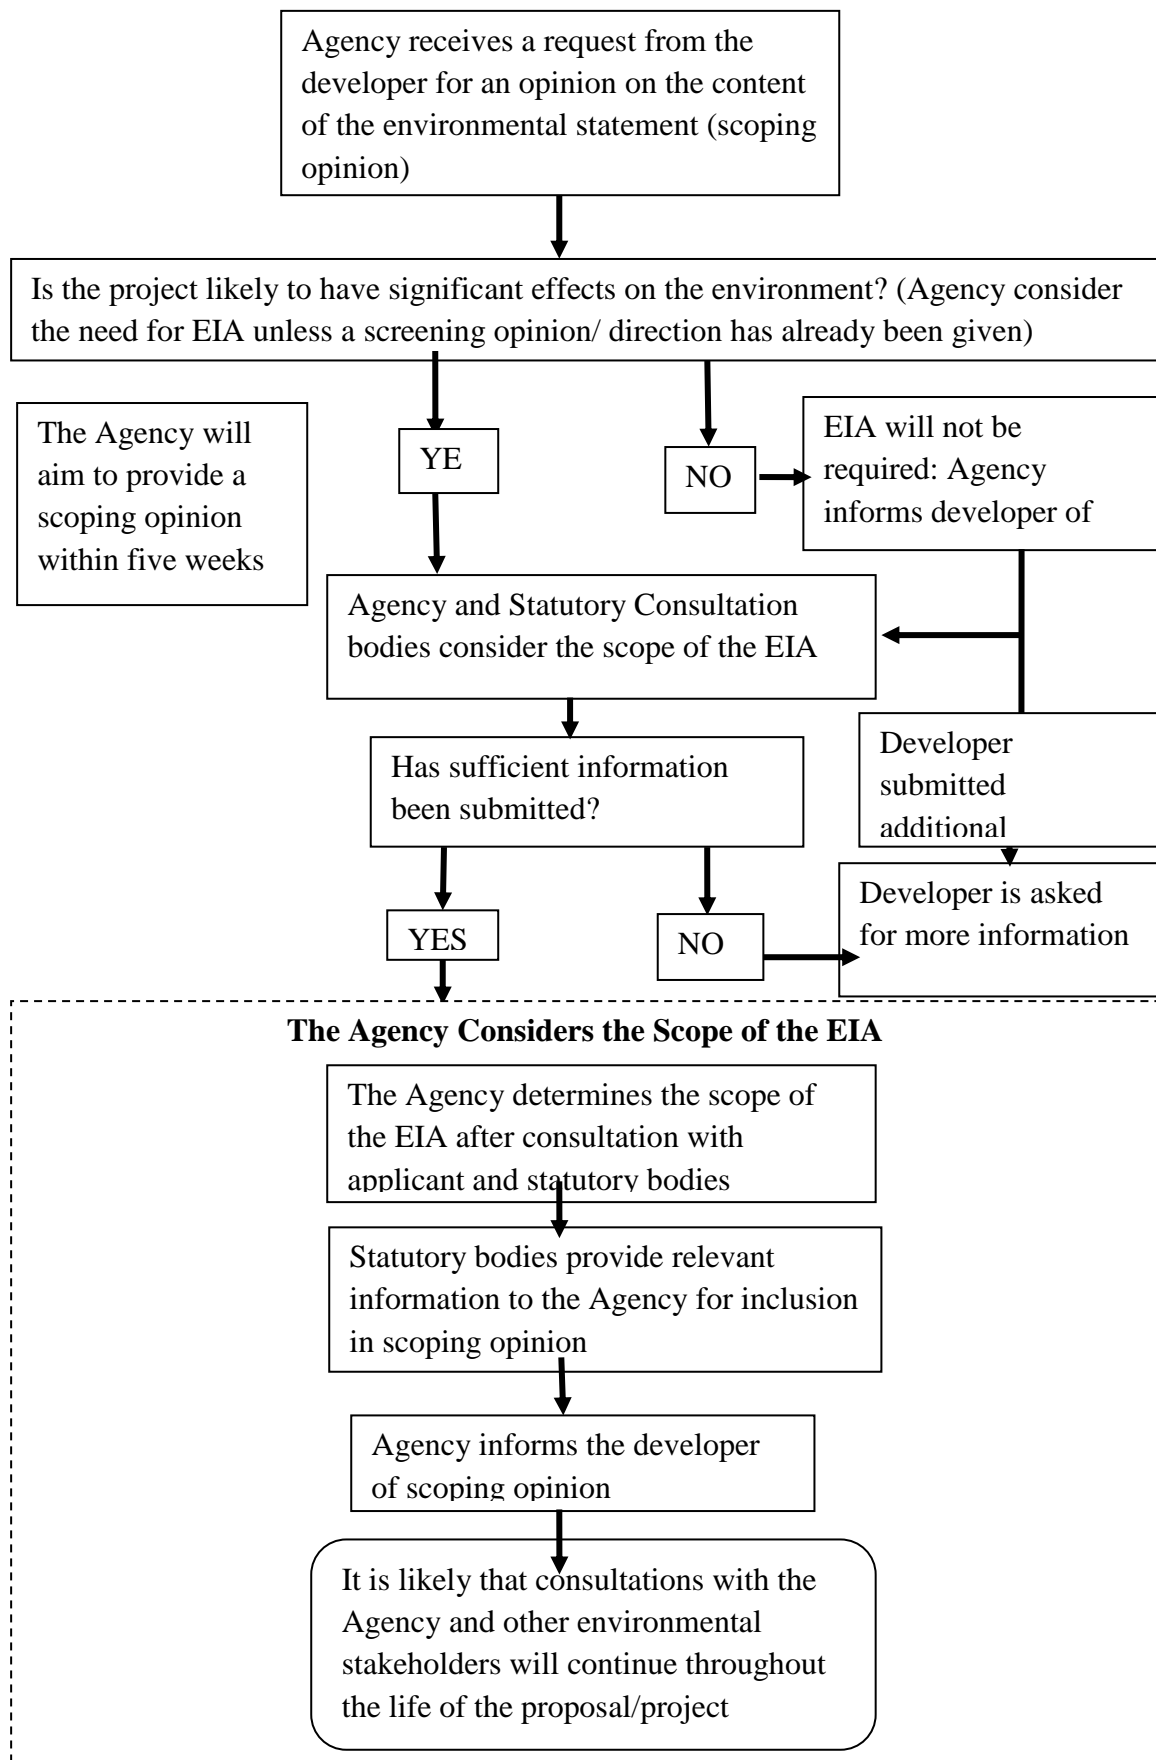 Agency receives a request from the
developer for an opinion on the content
of the environmental statement (scoping
opinion)
Is the project likely to have significant effects on the environment? (Agency consider
the need for EIA unless a screening opinion/ direction has already been given)
The Agency will
aim to provide a
scoping opinion
within five weeks
YE
NO
EIA will not be
required: Agency
informs developer of
Agency and Statutory Consultation
bodies consider the scope of the EIA
Has sufficient information
been submitted?
Developer
submitted
additional
YES
NO
Developer is asked
for more information
The Agency Considers the Scope of the EIA
The Agency determines the scope of
the EIA after consultation with
applicant and statutory bodies
Statutory bodies provide relevant
information to the Agency for inclusion
in scoping opinion
Agency informs the developer
of scoping opinion
It is likely that consultations with the
Agency and other environmental
stakeholders will continue throughout
the life of the proposal/project